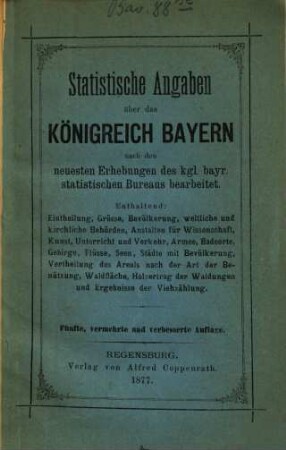 Bav. 88
Statistische Angaben
über das
KÖNIGREICH BAYERN
nach den
neuesten Erhebungen des kgl. bayr.
statistischen Bureaus bearbeitet.
Enthaltend:
Eintheilung, Grösse, Bevölkerung, weltliche und
kirchliche Behörden, Anstalten für Wissenschaft,
Kunst, Unterricht und Verkehr, Armee, Badeorte,
Gebirge, Flüsse, Seen, Städte mit Bevölkerung,
Vertheilung des Areals nach der Art der Be-
nützung, Waldfläche, Holzertrag der Waldungen
und Ergebnisse der Viehzählung.
Fünfte, vermehrte und verbesserte Auflage.
REGENSBURG.
Verlag von Alfred Coppenrath.
1877.